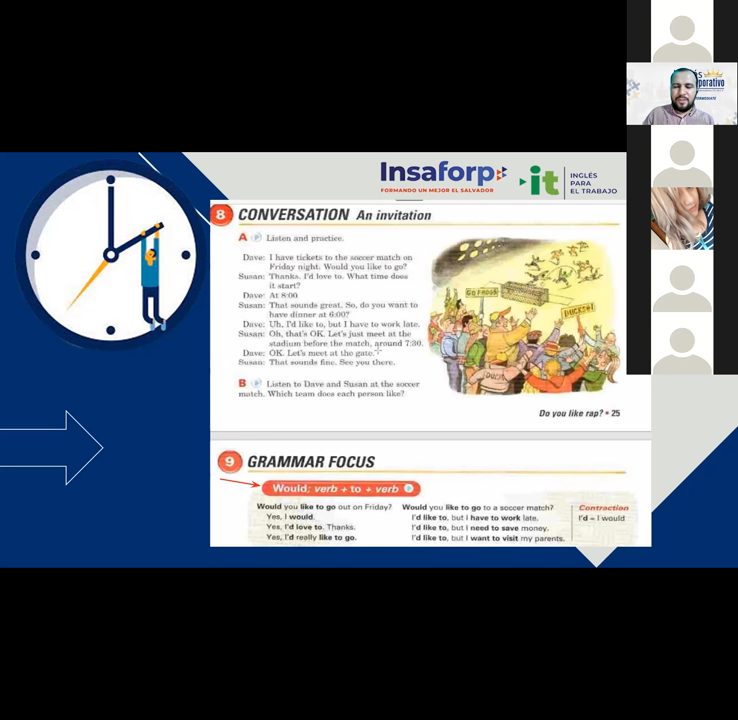 Insaforp
FORMANDO UN MEJOR EL SALVADOR
it
INGLÉS
PARA
EL TRABAJO
8 CONVERSATION An invitation
A Listen and practice.
Dave: I have tickets to the soccer match on
Friday night. Would you like to go?
Susan: Thanks. I'd love to. What time does
it start?
Dave: At 8:00
Susan: That sounds great. So, do you want to
have dinner at 6:00?
Dave: Uh, I'd like to, but I have to work late.
Susan: Oh, that's OK. Let's just meet at the
stadium before the match, around 7:30.
Dave: OK. Let's meet at the gate.
Susan: That sounds fine. See you there.
GO FROGS!
DUCKS#1
B Listen to Dave and Susan at the soccer
match. Which team does each person like?
Do you like rap? • 25
9 GRAMMAR FOCUS
Would; verb + to + verb
Would you like to go out on Friday?
Yes, I would.
Yes, I'd love to. Thanks.
Yes, I'd really like to go.
Would you like to go to a soccer match?
I'd like to, but I have to work late.
I'd like to, but I need to save money.
I'd like to, but I want to visit my parents.
Contraction
I'd = I would